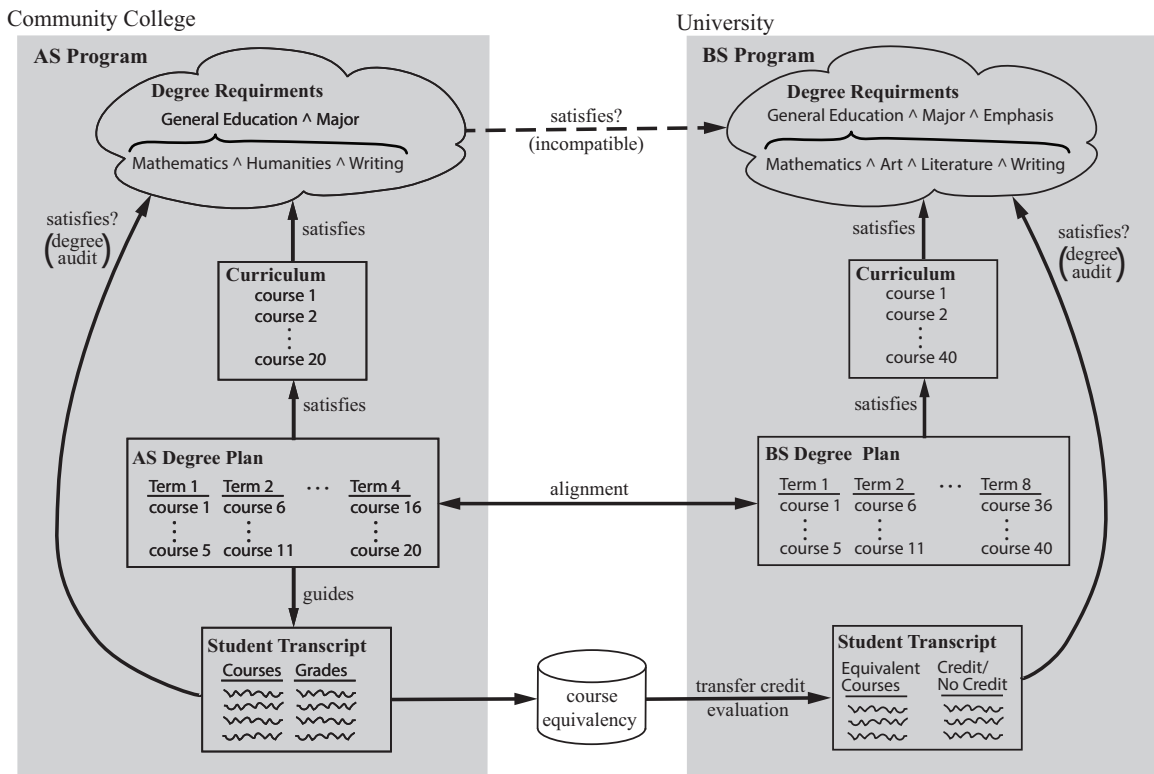 Community College
AS Program
Degree Requirments
General Education ^ Major
Mathematics ^ Humanities ^ Writing
satisfies?
(degree audit)
satisfies
Curriculum
course 1
course 2
course 20
satisfies
AS Degree Plan
Term 1 Term 2 ... Term 4
course 1 course 6 course 16
course 5 course 11 course 20
guides
Student Transcript
Courses Grades
satisfies?
(incompatible)
alignment
course
equivalency
transfer credit
evaluation
University
BS Program
Degree Requirements
General Education ^ Major ^ Emphasis
Mathematics ^ Art ^ Literature ^ Writing
satisfies
satisfies?
(degree audit)
Curriculum
course 1
course 2
course 40
satisfies
BS Degree Plan
Term 1 Term 2 ... Term 8
course 1 course 6 course 36
course 5 course 11 course 40
Student Transcript
Equivalent Credit/
Courses No Credit